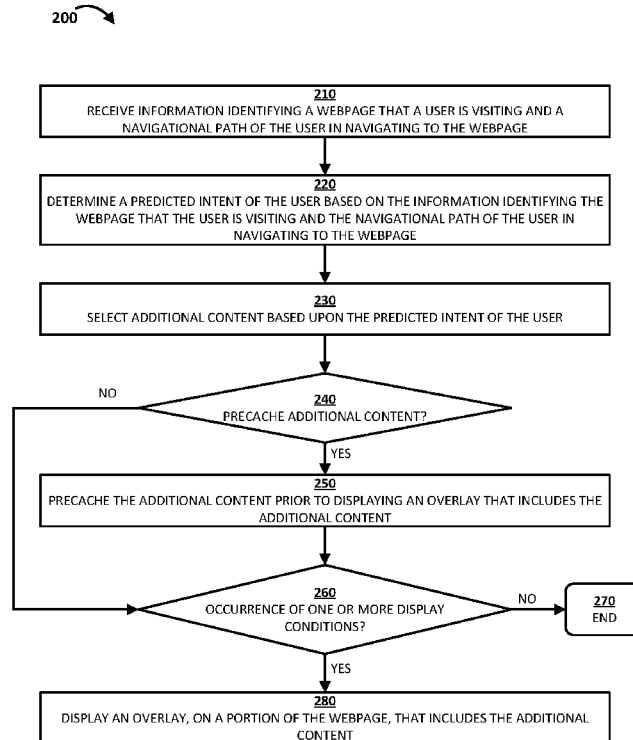 200
210
RECEIVE INFORMATION IDENTIFYING A WEBPAGE THAT A USER IS VISITING AND A
NAVIGATIONAL PATH OF THE USER IN NAVIGATING TO THE WEBPAGE
220
DETERMINE A PREDICTED INTENT OF THE USER BASED ON THE INFORMATION IDENTIFYING THE
WEBPAGE THAT THE USER IS VISITING AND THE NAVIGATIONAL PATH OF THE USER IN
NAVIGATING TO THE WEBPAGE
230
SELECT ADDITIONAL CONTENT BASED UPON THE PREDICTED INTENT OF THE USER
NO
240
PRECACHE ADDITIONAL CONTENT?
YES
250
PRECACHE THE ADDITIONAL CONTENT PRIOR TO DISPLAYING AN OVERLAY THAT INCLUDES THE
ADDITIONAL CONTENT
260
OCCURRENCE OF ONE OR MORE DISPLAY
CONDITIONS?
NO
270
END
YES
280
DISPLAY AN OVERLAY, ON A PORTION OF THE WEBPAGE, THAT INCLUDES THE ADDITIONAL
CONTENT